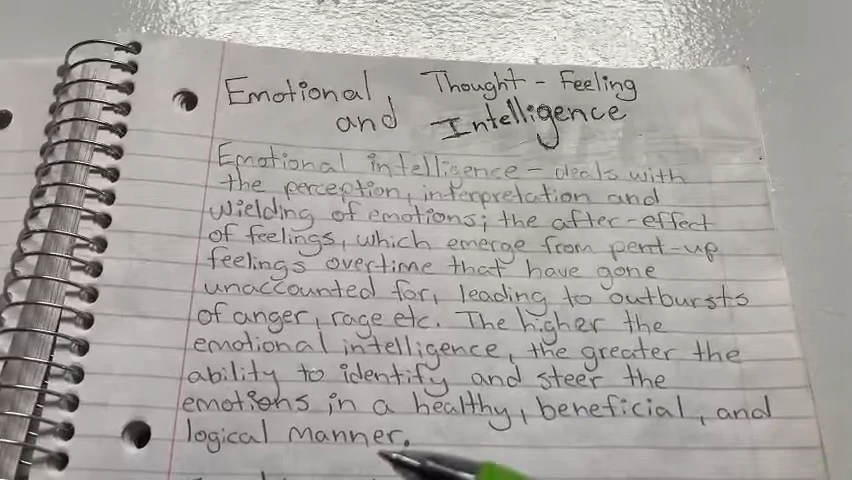 Emotional, Thought - Feeling
and Intelligence
Emotional intelligence - deals with
the perception, interpretation and
wielding of emotions; the after-effect
of feelings, which emerge from pent-up
feelings overtime that have gone
unaccounted for, leading to outbursts
of anger, rage etc. The higher the
emotional intelligence, the greater the
ability to identify and steer the
emotions in a healthy, beneficial, and
logical manner.